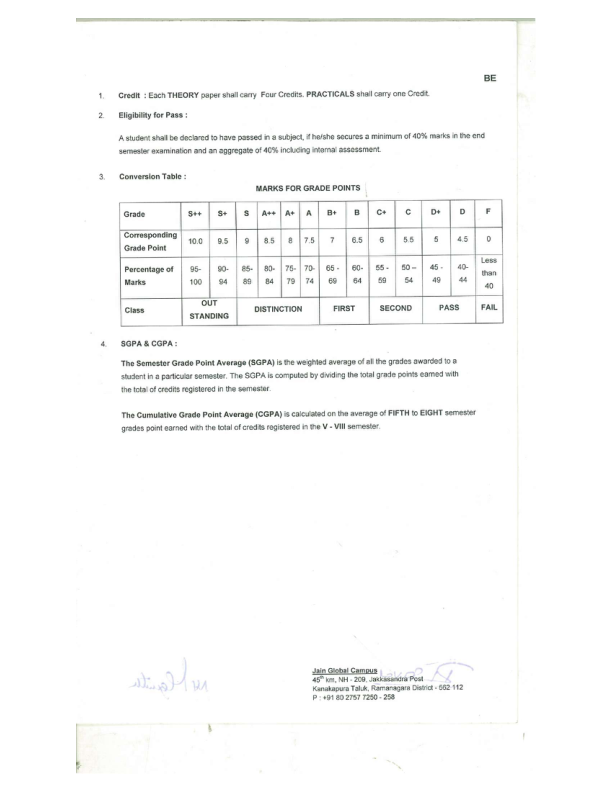 BE
1. Credit : Each THEORY paper shall carry Four Credits. PRACTICALS shall carry one Credit.
2. Eligibility for Pass :
A student shall be declared to have passed in a subject, if he/she secures a minimum of 40% marks in the end
semester examination and an aggregate of 40% including internal assessment.
3. Conversion Table :
MARKS FOR GRADE POINTS
Grade S++ S+ S A++ A+ A B+ B C+ C D+ D F
Corresponding Grade Point 10.0 9.5 9 8.5 8 7.5 7 6.5 6 5.5 5 4.5 0
Percentage of Marks 95-100 90-94 85-89 80-84 75-79 70-74 65 - 69 60-64 55 - 59 50 – 54 45 - 49 40-44 Less than 40
Class OUT STANDING DISTINCTION FIRST SECOND PASS FAIL
4. SGPA & CGPA :
The Semester Grade Point Average (SGPA) is the weighted average of all the grades awarded to a
student in a particular semester. The SGPA is computed by dividing the total grade points earned with
the total of credits registered in the semester.
The Cumulative Grade Point Average (CGPA) is calculated on the average of FIFTH to EIGHT semester
grades point earned with the total of credits registered in the V - VIII semester.
Jain Global Campus
45th km, NH - 209, Jakkasandra Post
Kanakapura Taluk, Ramanagara District - 562 112
P : +91 80 2757 7250 - 258